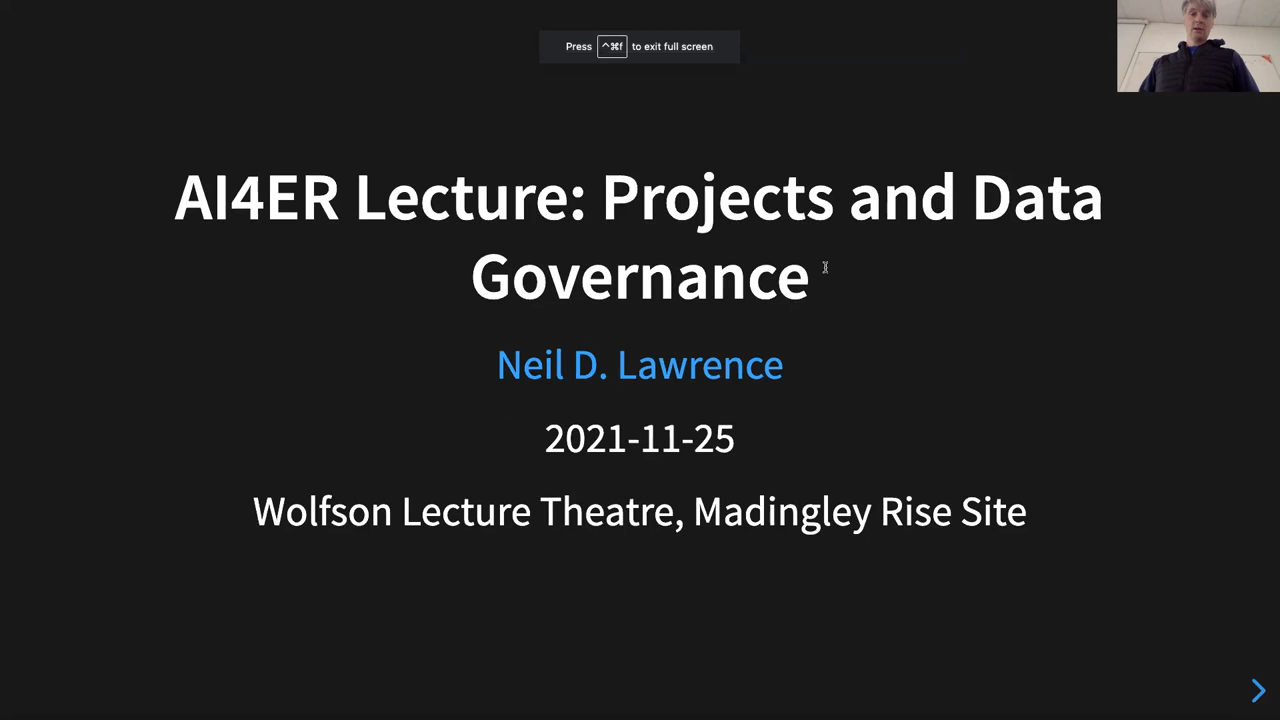 Press ^⌘f to exit full screen
AI4ER Lecture: Projects and Data
Governance
Neil D. Lawrence
2021-11-25
Wolfson Lecture Theatre, Madingley Rise Site